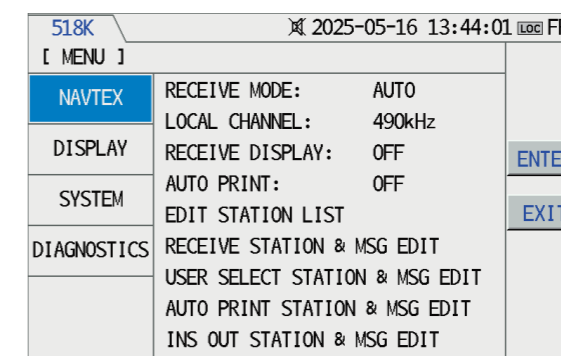 518K 2025-05-16 13:44:01 LOC
[ MENU ]
NAVTEX
DISPLAY
SYSTEM
DIAGNOSTICS
RECEIVE MODE: AUTO
LOCAL CHANNEL: 490kHz
RECEIVE DISPLAY: OFF
AUTO PRINT: OFF
EDIT STATION LIST
RECEIVE STATION & MSG EDIT
USER SELECT STATION & MSG EDIT
AUTO PRINT STATION & MSG EDIT
INS OUT STATION & MSG EDIT
ENTE
EXIT